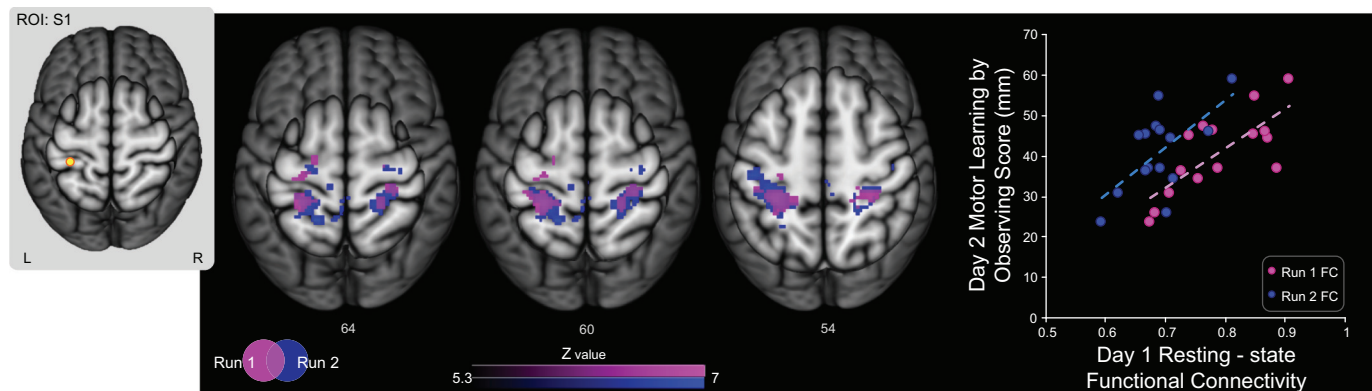 ROI: S1
L
R
64
60
54
Run 1
Run 2
Z value
5.3
7
Day 2 Motor Learning by
Observing Score (mm)
70
60
50
40
30
20
10
0
0.5
0.6
0.7
0.8
0.9
1
Run 1 FC
Run 2 FC
Day 1 Resting - state
Functional Connectivity